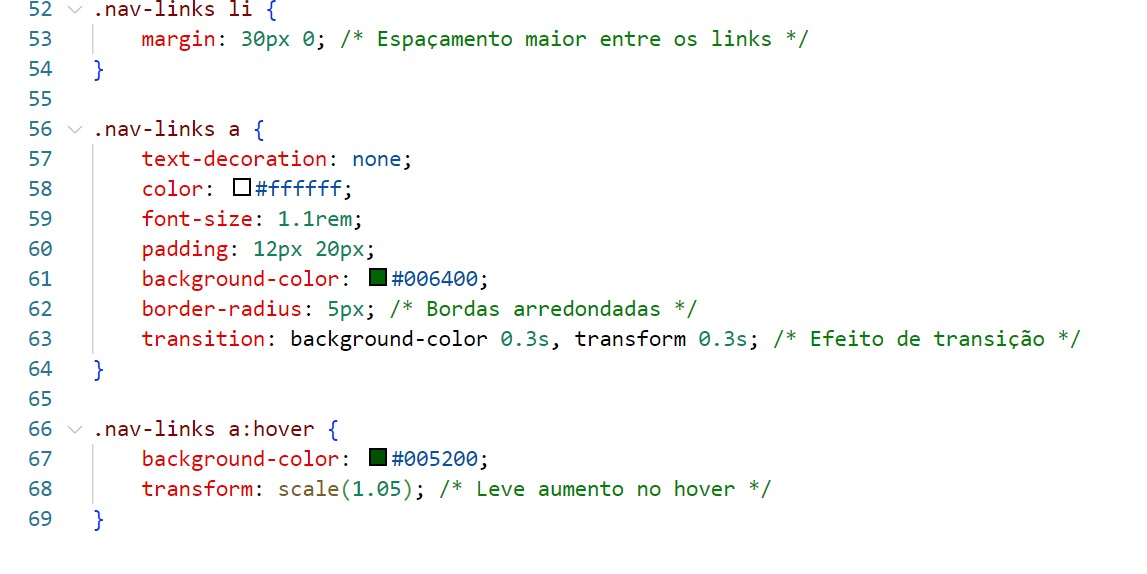 52 .nav-links li {
53 margin: 30px 0; /* Espaçamento maior entre os links */
54 }
55
56 .nav-links a {
57 text-decoration: none;
58 color: #ffffff;
59 font-size: 1.1rem;
60 padding: 12px 20px;
61 background-color: #006400;
62 border-radius: 5px; /* Bordas arredondadas */
63 transition: background-color 0.3s, transform 0.3s; /* Efeito de transição */
64 }
65
66 .nav-links a:hover {
67 background-color: #005200;
68 transform: scale(1.05); /* Leve aumento no hover */
69 }